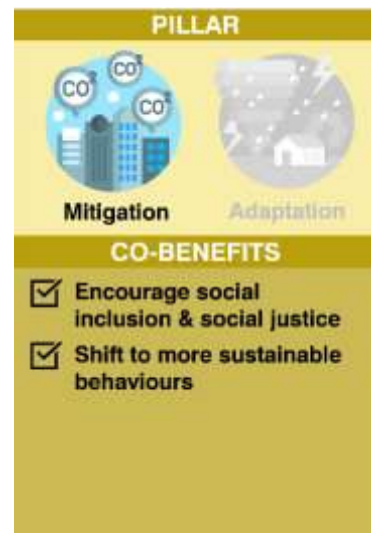 PILLAR
CO²
CO²
CO²
Mitigation
Adaptation
CO-BENEFITS
Encourage social
inclusion & social justice
Shift to more sustainable
behaviours